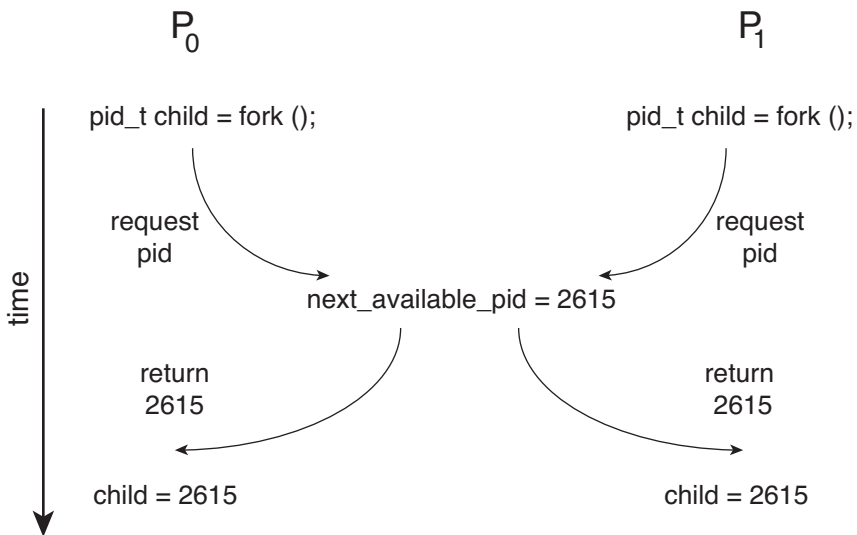 P0 P1
pid_t child = fork (); pid_t child = fork ();
request request
pid pid
next_available_pid = 2615
time
return return
2615 2615
child = 2615 child = 2615